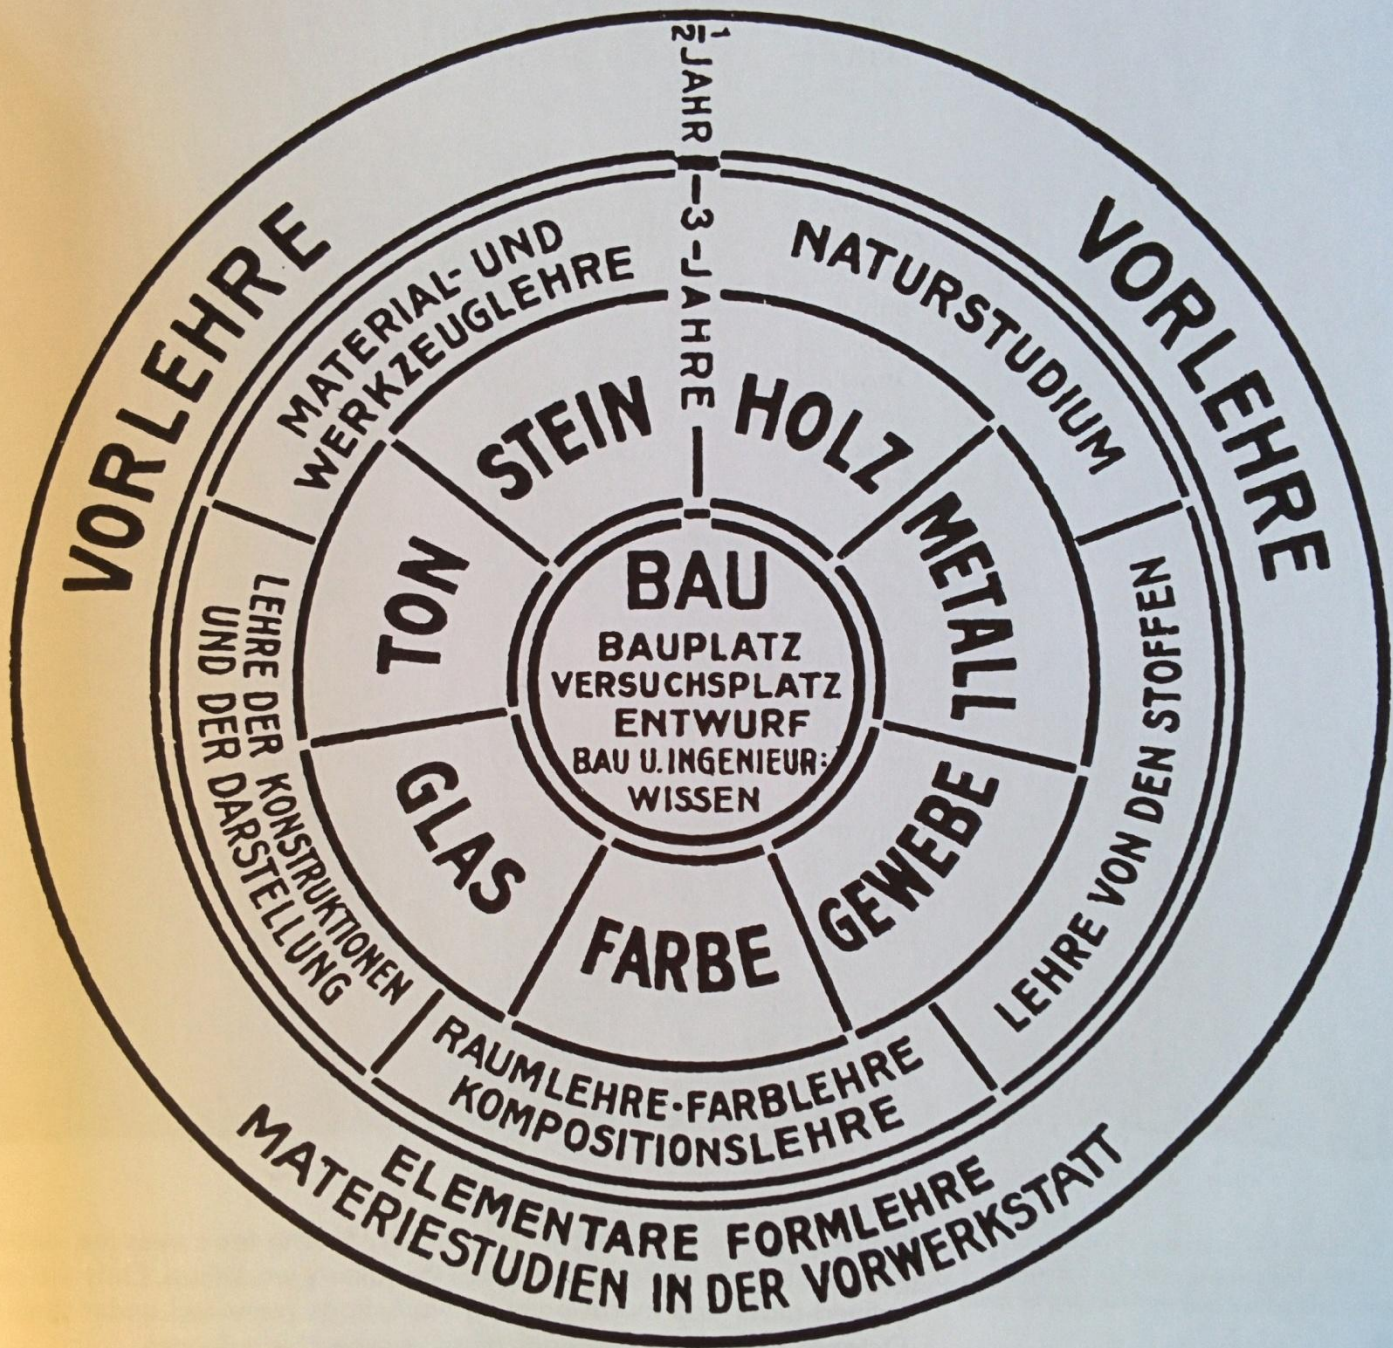 1/2 JAHR
-3-JAHRE
VORLEHRE
VORLEHRE
MATERIAL- UND
WERKZEUGLEHRE
NATURSTUDIUM
LEHRE VON DEN STOFFEN
RAUMLEHRE·FARBLEHRE
KOMPOSITIONSLEHRE
LEHRE DER KONSTRUKTIONEN
UND DER DARSTELLUNG
ELEMENTARE FORMLEHRE
MATERIESTUDIEN IN DER VORWERKSTATT
STEIN
HOLZ
METALL
GEWEBE
FARBE
GLAS
TON
BAU
BAUPLATZ
VERSUCHSPLATZ
ENTWURF
BAU U. INGENIEUR:
WISSEN